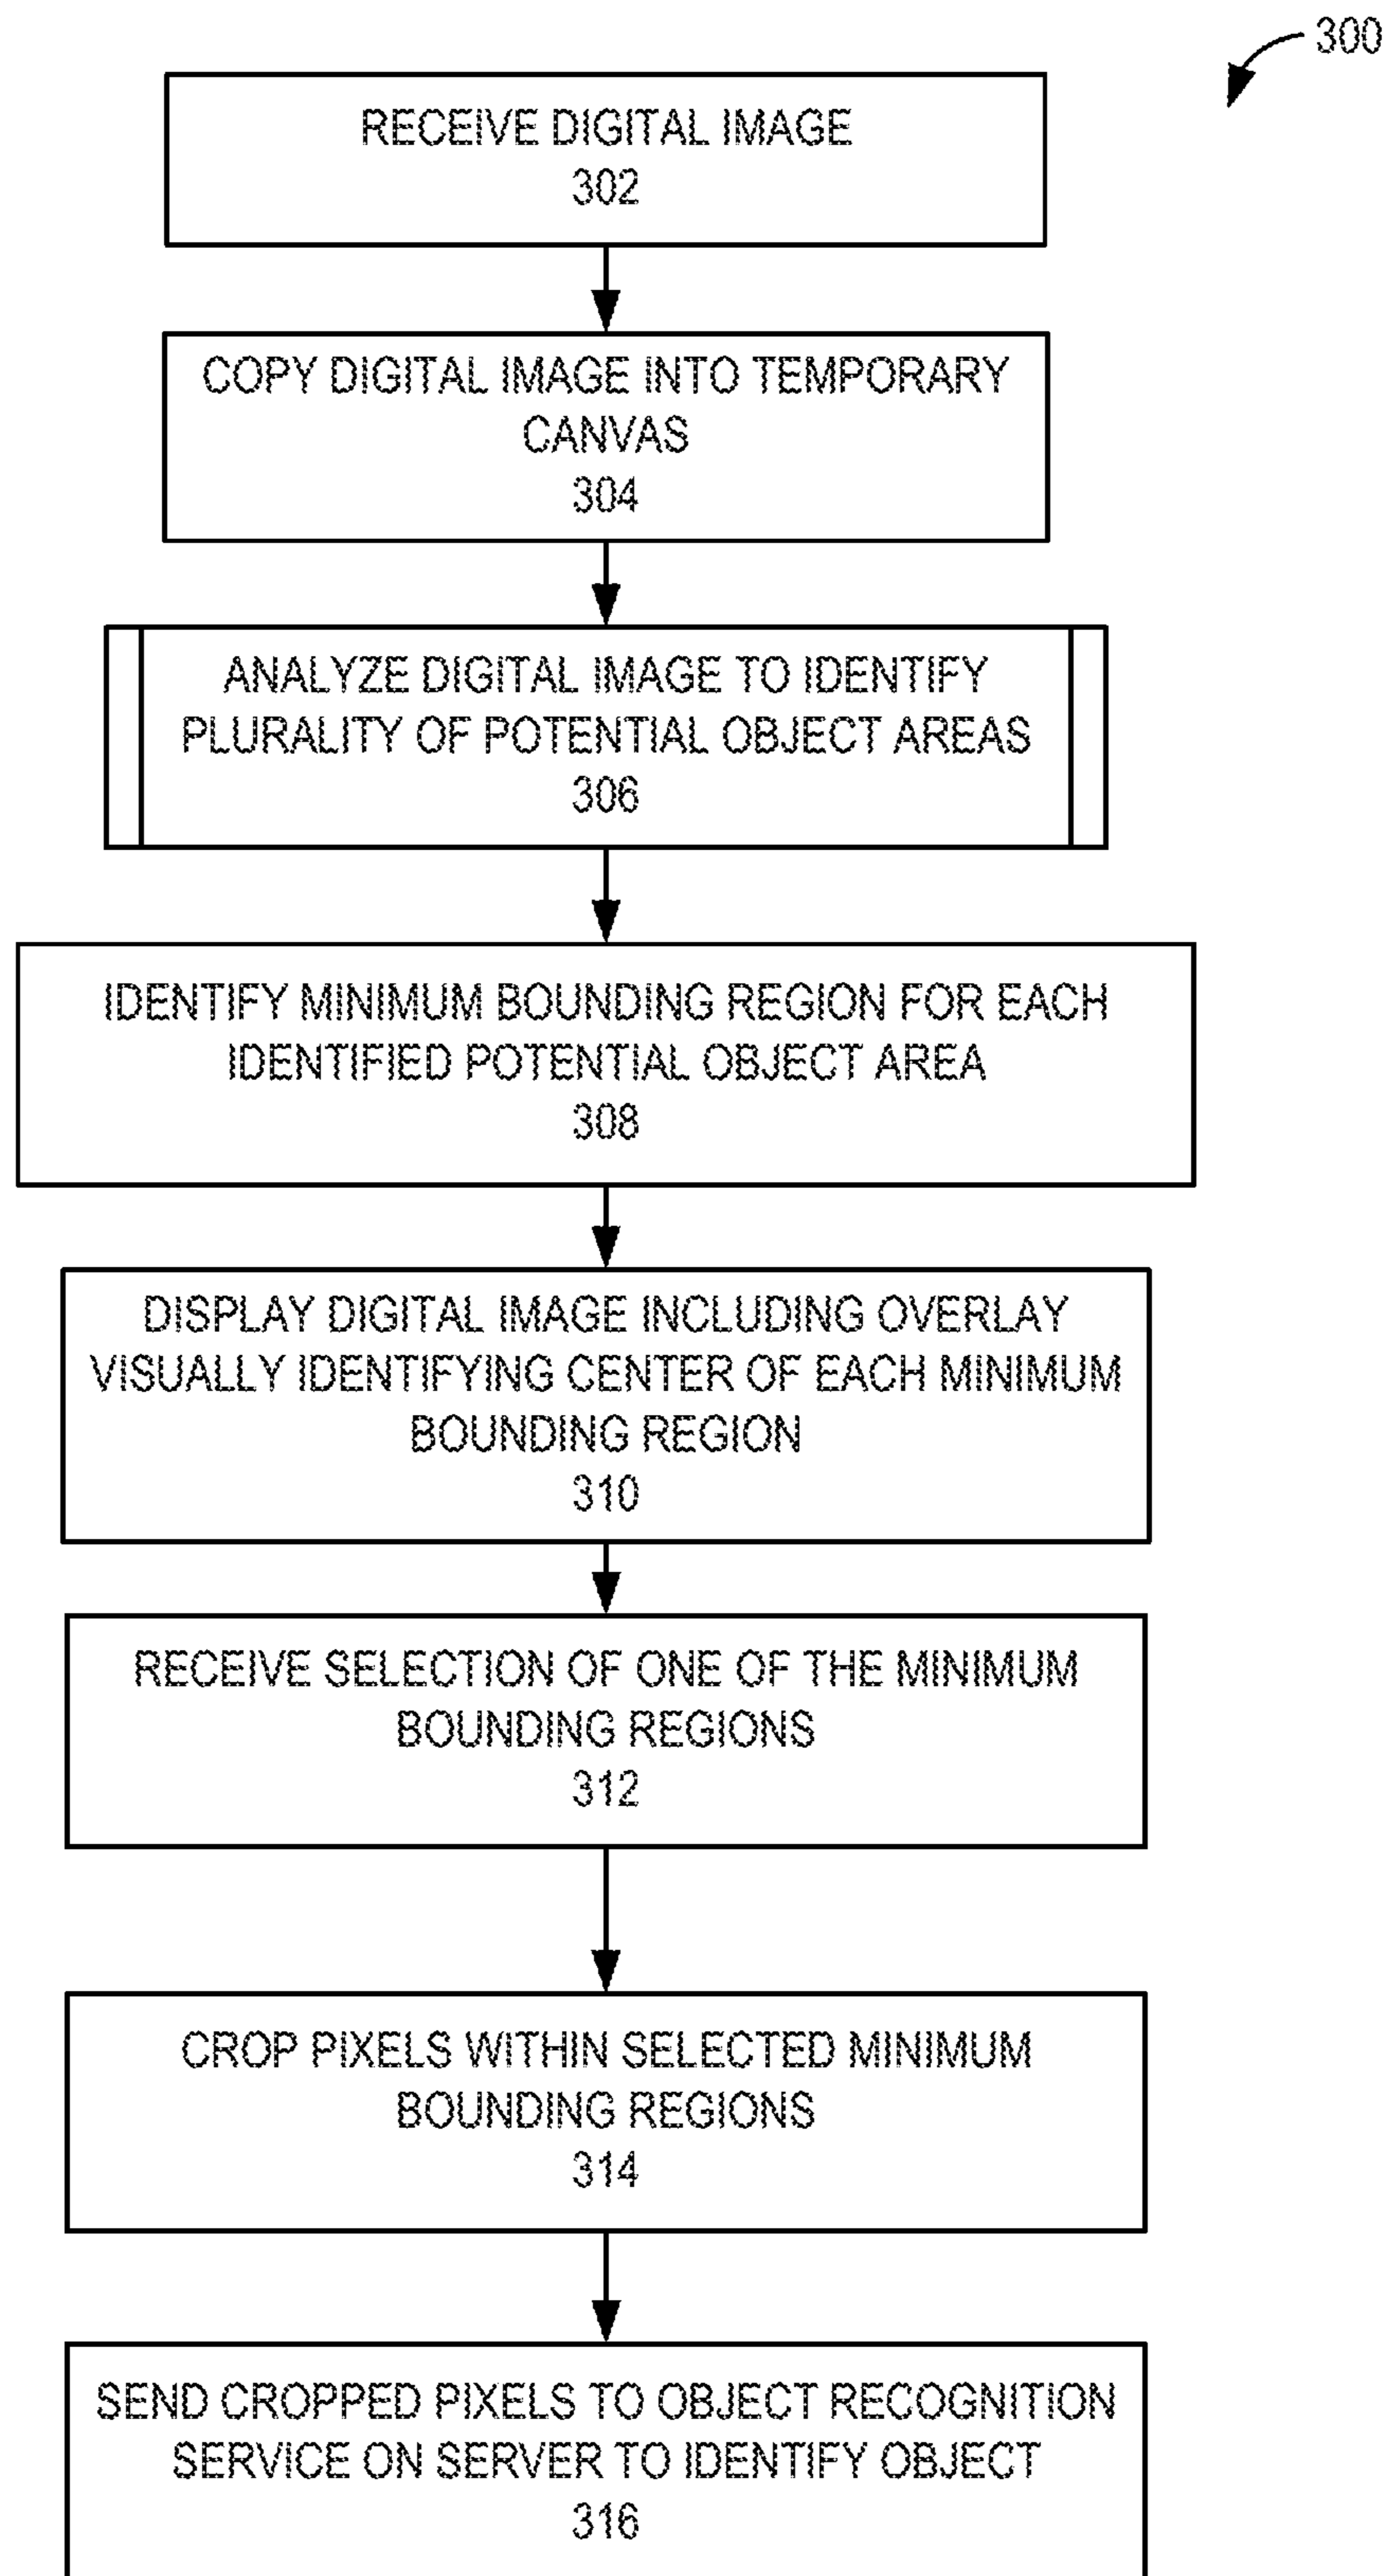 300
RECEIVE DIGITAL IMAGE
302
COPY DIGITAL IMAGE INTO TEMPORARY
CANVAS
304
ANALYZE DIGITAL IMAGE TO IDENTIFY
PLURALITY OF POTENTIAL OBJECT AREAS
306
IDENTIFY MINIMUM BOUNDING REGION FOR EACH
IDENTIFIED POTENTIAL OBJECT AREA
308
DISPLAY DIGITAL IMAGE INCLUDING OVERLAY
VISUALLY IDENTIFYING CENTER OF EACH MINIMUM
BOUNDING REGION
310
RECEIVE SELECTION OF ONE OF THE MINIMUM
BOUNDING REGIONS
312
CROP PIXELS WITHIN SELECTED MINIMUM
BOUNDING REGIONS
314
SEND CROPPED PIXELS TO OBJECT RECOGNITION
SERVICE ON SERVER TO IDENTIFY OBJECT
316